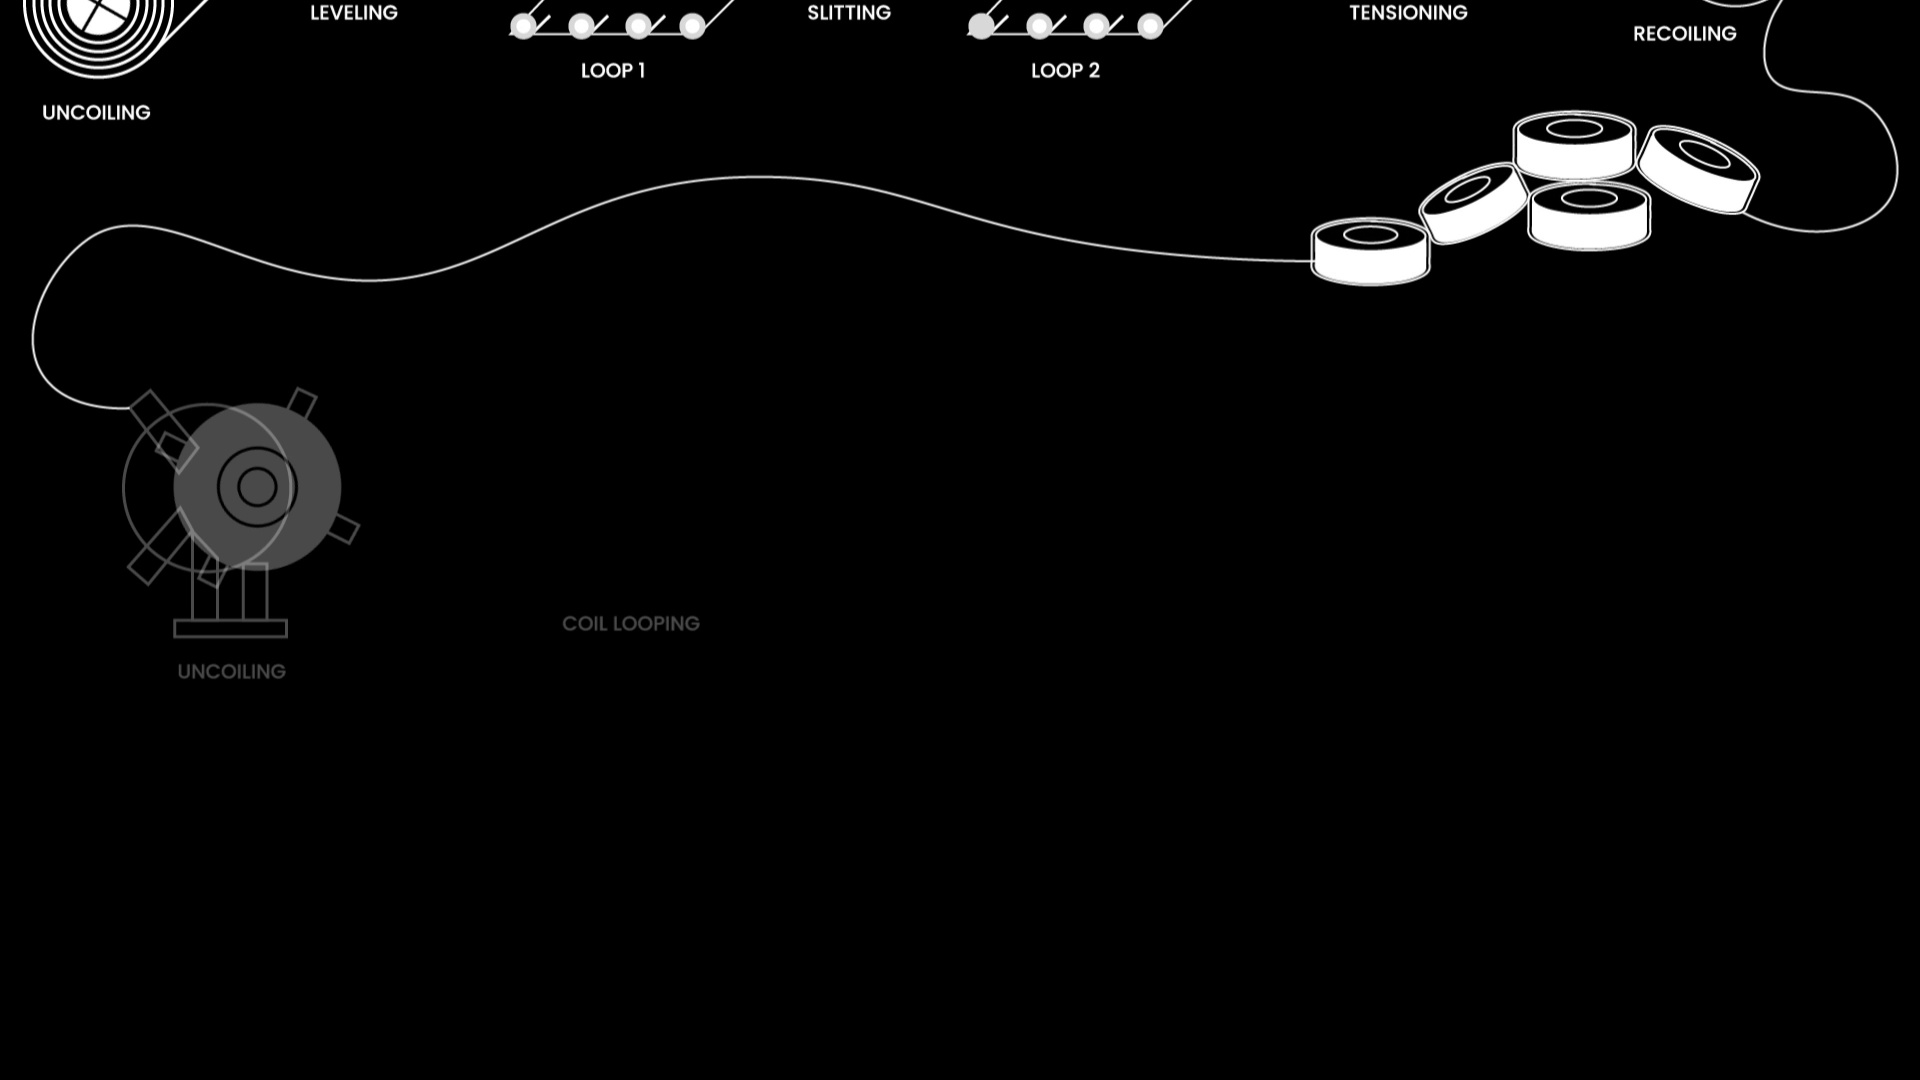 LEVELING
SLITTING
TENSIONING
RECOILING
LOOP 1
LOOP 2
UNCOILING
COIL LOOPING
UNCOILING